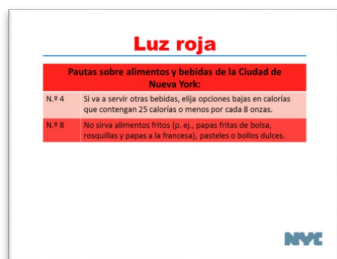 Luz roja
Pautas sobre alimentos y bebidas de la Ciudad de
Nueva York:
N.º 4 Si va a servir otras bebidas, elija opciones bajas en calorías
que contengan 25 calorías o menos por cada 8 onzas.
N.º 8 No sirva alimentos fritos (p. ej., papas fritas de bolsa,
rosquillas y papas a la francesa), pasteles o bollos dulces.
NYC